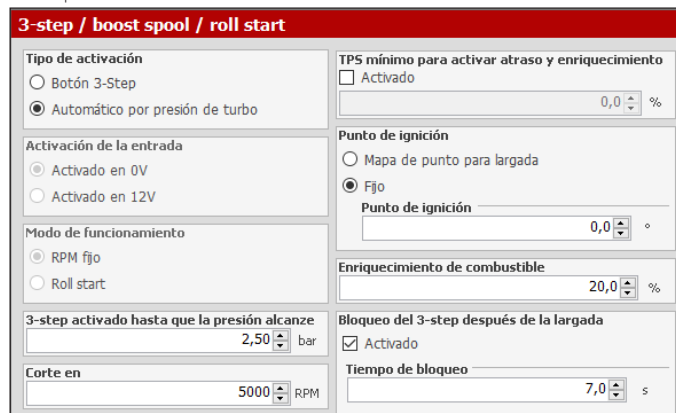 3-step / boost spool / roll start
Tipo de activación
Botón 3-Step
Automático por presión de turbo
Activación de la entrada
Activado en 0V
Activado en 12V
Modo de funcionamiento
RPM fijo
Roll start
3-step activado hasta que la presión alcanze
2,50 bar
Corte en
5000 RPM
TPS mínimo para activar atraso y enriquecimiento
Activado
0,0 %
Punto de ignición
Mapa de punto para largada
Fijo
Punto de ignición
0,0 °
Enriquecimiento de combustible
20,0 %
Bloqueo del 3-step después de la largada
Activado
Tiempo de bloqueo
7,0 s